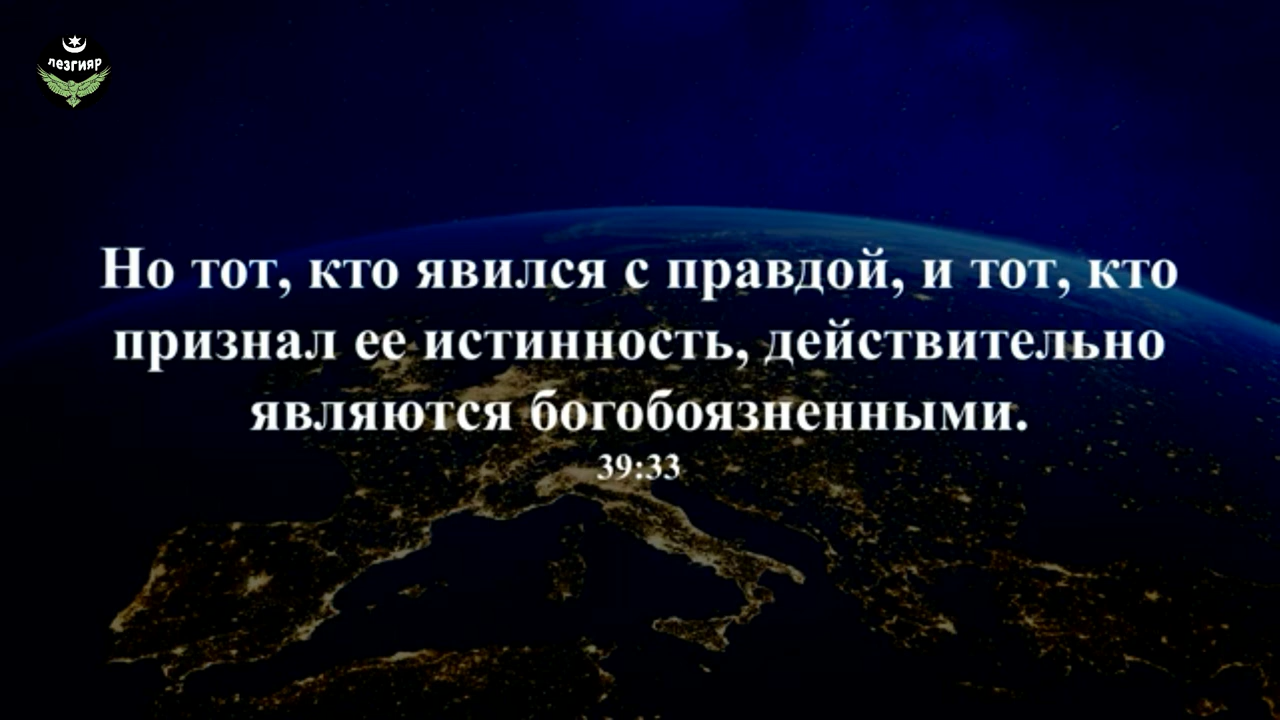 лезгияр
Но тот, кто явился с правдой, и тот, кто
признал ее истинность, действительно
являются богобоязненными.
39:33